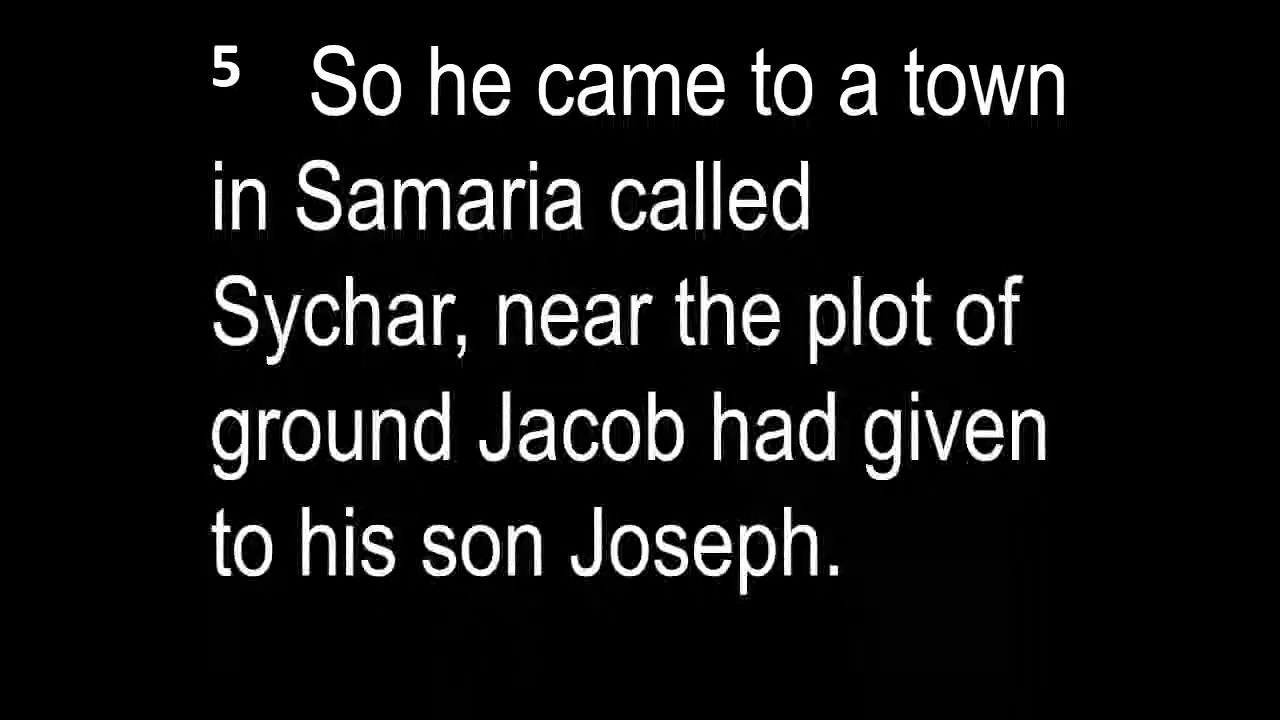 5 So he came to a town
in Samaria called
Sychar, near the plot of
ground Jacob had given
to his son Joseph.